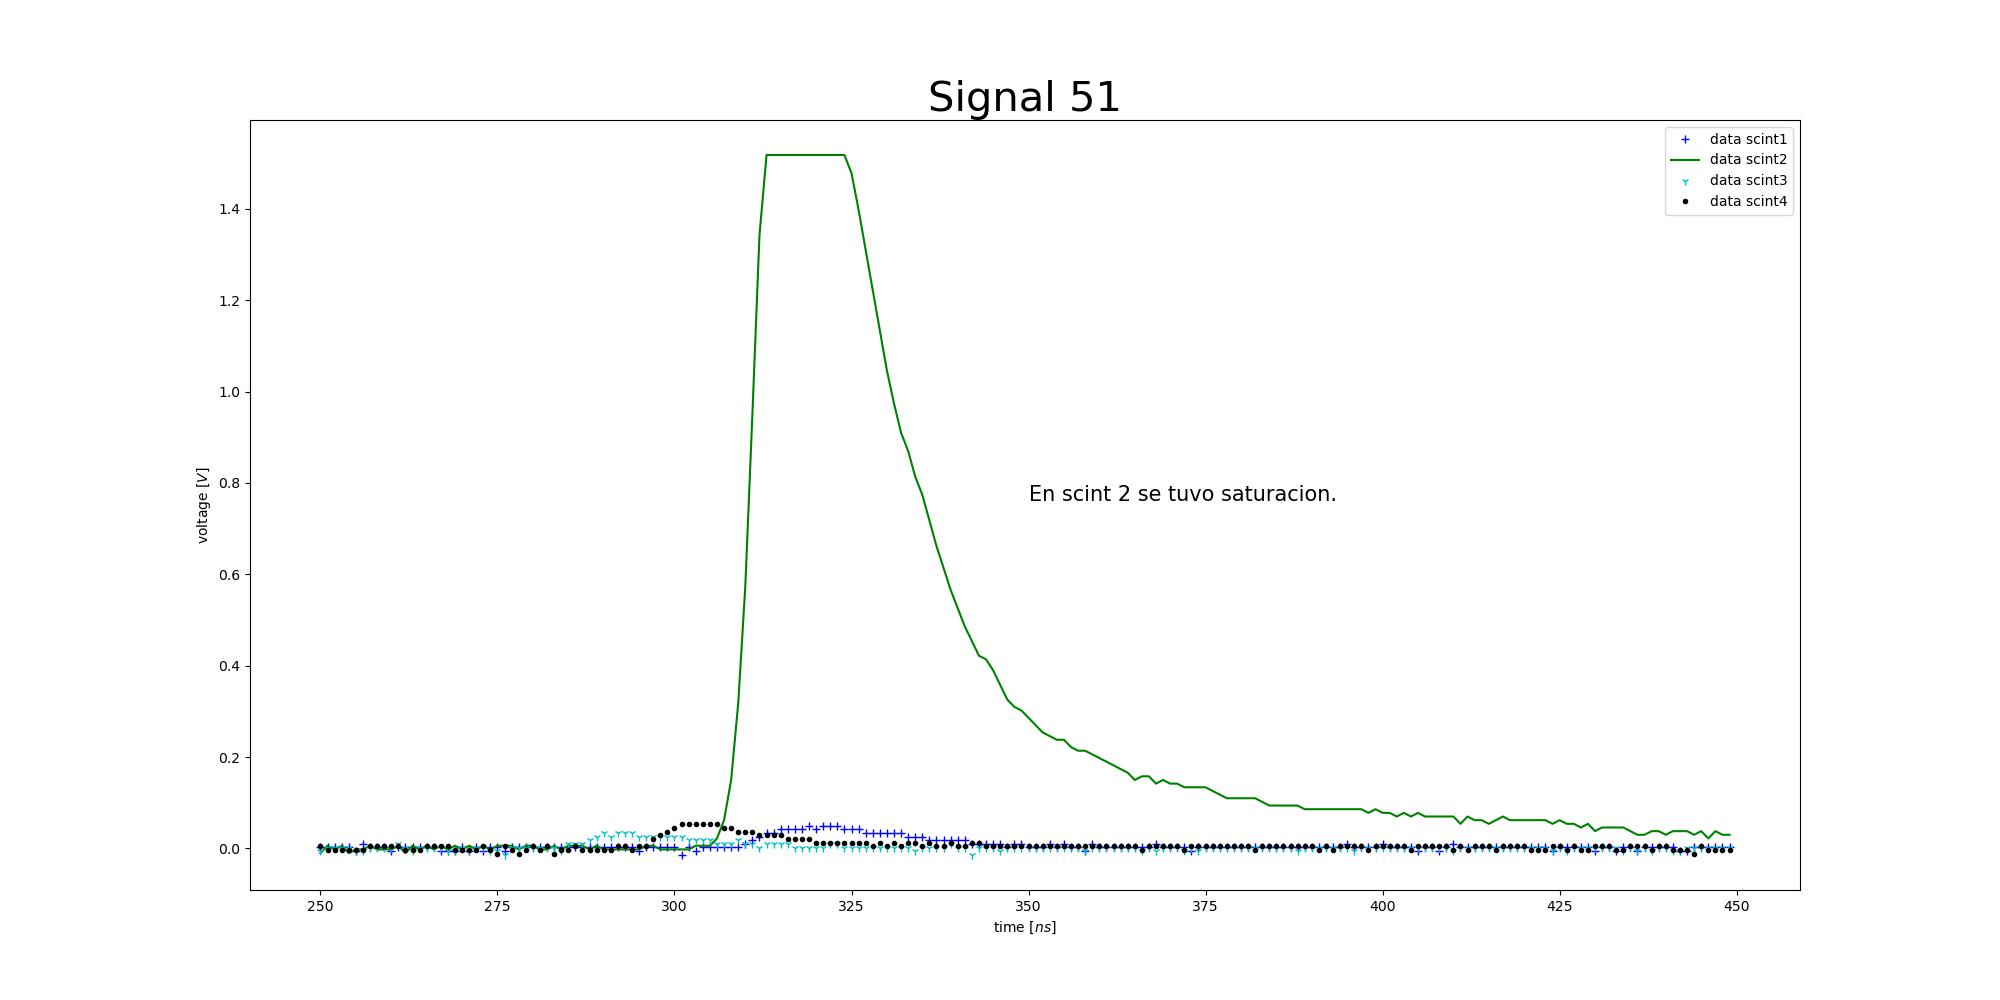 Signal 51
data scint1
data scint2
data scint3
data scint4
1.4
1.2
1.0
0.8
0.6
0.4
0.2
0.0
voltage [V]
En scint 2 se tuvo saturacion.
250 275 300 325 350 375 400 425 450
time [ns]